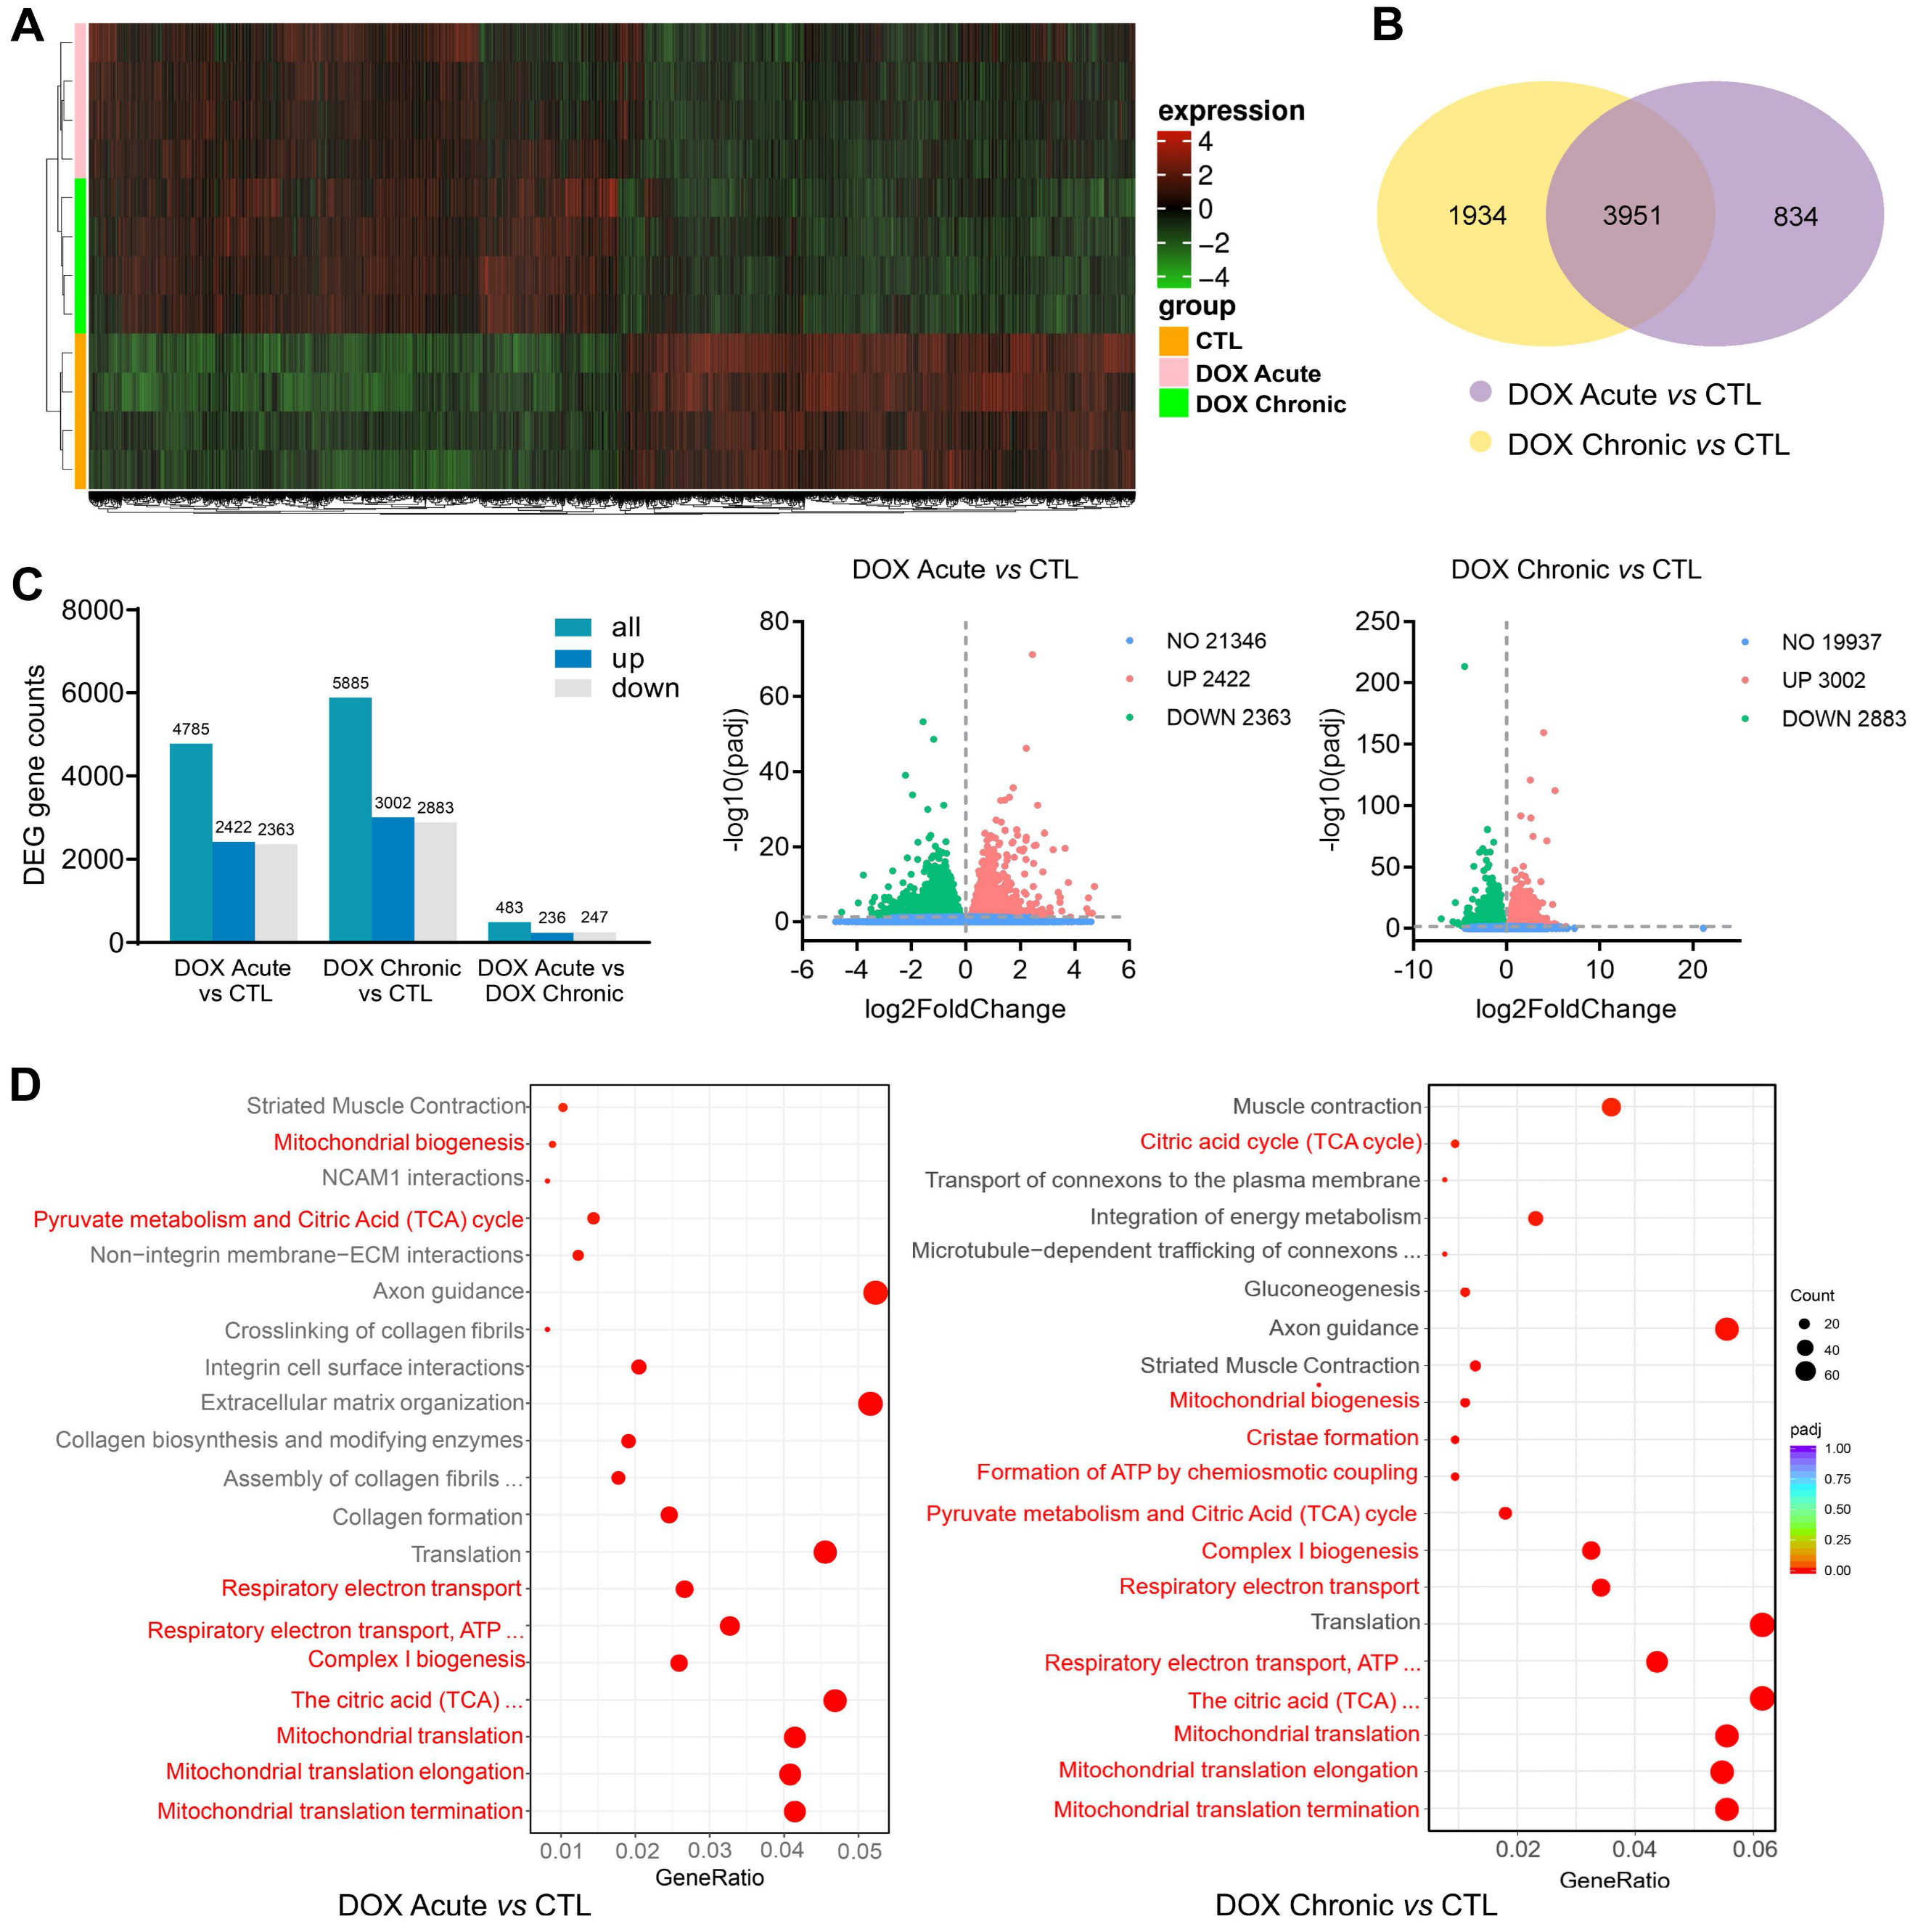 A
expression
4
2
0
−2
−4
group
CTL
DOX Acute
DOX Chronic
B
1934
3951
834
DOX Acute vs CTL
DOX Chronic vs CTL
C
DEG gene counts
8000
6000
4000
2000
0
4785
2422
2363
5885
3002
2883
483
236
247
all
up
down
DOX Acute
vs CTL
DOX Chronic
vs CTL
DOX Acute vs
DOX Chronic
DOX Acute vs CTL
-log10(padj)
80
60
40
20
0
-6
-4
-2
0
2
4
6
log2FoldChange
NO 21346
UP 2422
DOWN 2363
DOX Chronic vs CTL
-log10(padj)
250
200
150
100
50
0
-10
0
10
20
log2FoldChange
NO 19937
UP 3002
DOWN 2883
D
Striated Muscle Contraction
Mitochondrial biogenesis
NCAM1 interactions
Pyruvate metabolism and Citric Acid (TCA) cycle
Non−integrin membrane−ECM interactions
Axon guidance
Crosslinking of collagen fibrils
Integrin cell surface interactions
Extracellular matrix organization
Collagen biosynthesis and modifying enzymes
Assembly of collagen fibrils ...
Collagen formation
Translation
Respiratory electron transport
Respiratory electron transport, ATP ...
Complex I biogenesis
The citric acid (TCA) ...
Mitochondrial translation
Mitochondrial translation elongation
Mitochondrial translation termination
0.01
0.02
0.03
0.04
0.05
GeneRatio
DOX Acute vs CTL
Muscle contraction
Citric acid cycle (TCA cycle)
Transport of connexons to the plasma membrane
Integration of energy metabolism
Microtubule−dependent trafficking of connexons ...
Gluconeogenesis
Axon guidance
Striated Muscle Contraction
Mitochondrial biogenesis
Cristae formation
Formation of ATP by chemiosmotic coupling
Pyruvate metabolism and Citric Acid (TCA) cycle
Complex I biogenesis
Respiratory electron transport
Translation
Respiratory electron transport, ATP ...
The citric acid (TCA) ...
Mitochondrial translation
Mitochondrial translation elongation
Mitochondrial translation termination
0.02
0.04
0.06
GeneRatio
DOX Chronic vs CTL
Count
20
40
60
padj
1.00
0.75
0.50
0.25
0.00